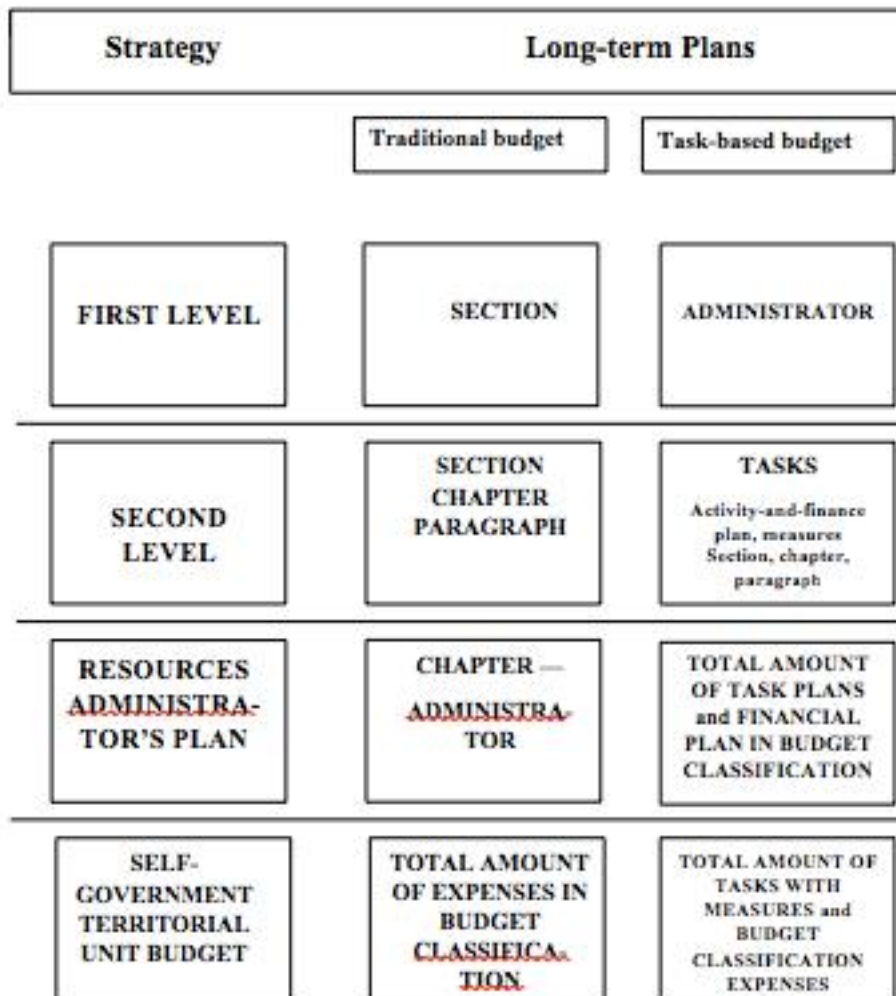 Strategy Long-term Plans
Traditional budget Task-based budget
FIRST LEVEL
SECTION
ADMINISTRATOR
SECOND
LEVEL
SECTION
CHAPTER
PARAGRAPH
TASKS
Activity-and-finance
plan, measures
Section, chapter,
paragraph
RESOURCES
ADMINISTRA-
TOR'S PLAN
CHAPTER —
ADMINISTRA-
TOR
TOTAL AMOUNT
OF TASK PLANS
and FINANCIAL
PLAN IN BUDGET
CLASSIFICATION
SELF-
GOVERNMENT
TERRITORIAL
UNIT BUDGET
TOTAL AMOUNT
OF EXPENSES IN
BUDGET
CLASSIFICA-
TION
TOTAL AMOUNT OF
TASKS WITH
MEASURES and
BUDGET
CLASSIFICATION
EXPENSES